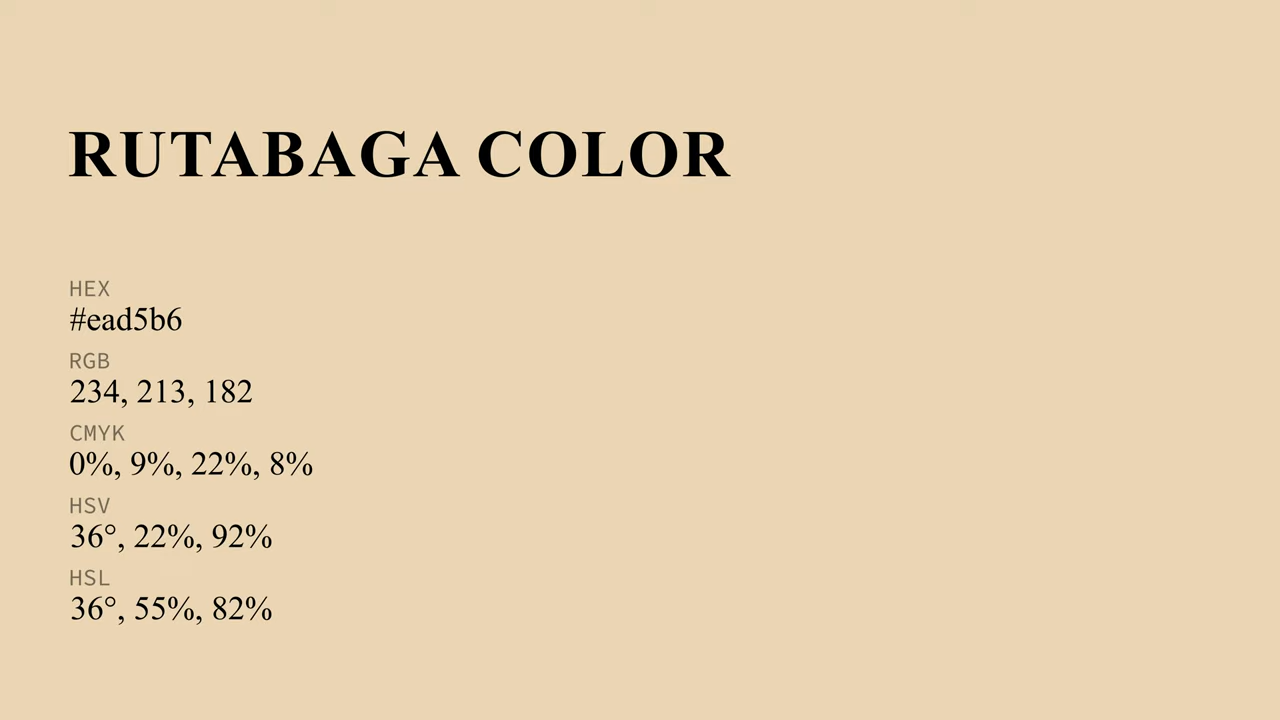 RUTABAGA COLOR
HEX
#ead5b6
RGB
234, 213, 182
CMYK
0%, 9%, 22%, 8%
HSV
36°, 22%, 92%
HSL
36°, 55%, 82%